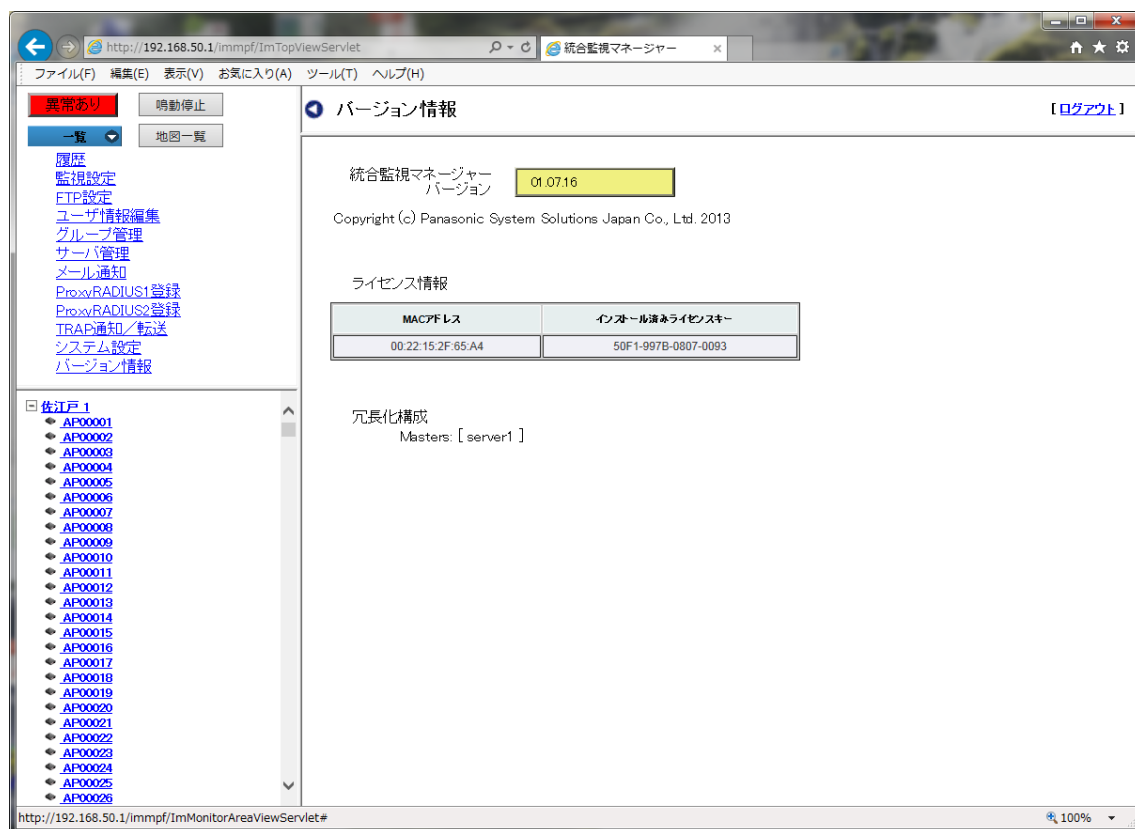 http://192.168.50.1/immpf/ImTopViewServlet
統合監視マネージャー
ファイル(F) 編集(E) 表示(V) お気に入り(A) ツール(T) ヘルプ(H)
異常あり 鳴動停止
一覧 地図一覧
履歴
監視設定
FTP設定
ユーザ情報編集
グループ管理
サーバ管理
メール通知
ProxyRADIUS1登録
ProxyRADIUS2登録
TRAP通知／転送
システム設定
バージョン情報
佐江戸 1
AP00001
AP00002
AP00003
AP00004
AP00005
AP00006
AP00007
AP00008
AP00009
AP00010
AP00011
AP00012
AP00013
AP00014
AP00015
AP00016
AP00017
AP00018
AP00019
AP00020
AP00021
AP00022
AP00023
AP00024
AP00025
AP00026
バージョン情報
[ログアウト]
統合監視マネージャー
バージョン
01.07.16
Copyright (c) Panasonic System Solutions Japan Co., Ltd. 2013
ライセンス情報
MACアドレス インストール済みライセンスキー
00:22:15:2F:65:A4 50F1-997B-0807-0093
冗長化構成
Masters: [ server1 ]
http://192.168.50.1/immpf/ImMonitorAreaViewServlet#
100%